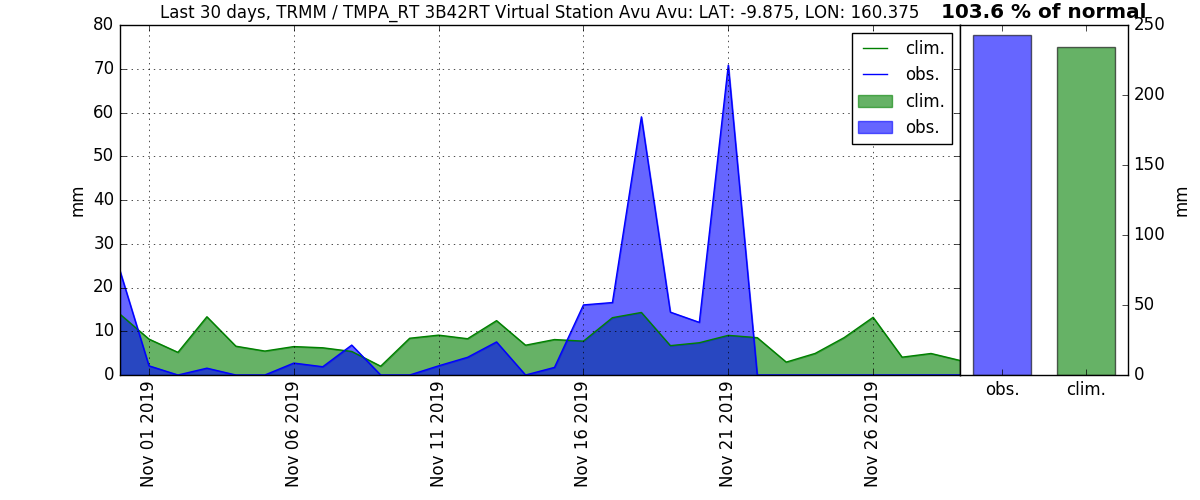 Last 30 days, TRMM / TMPA_RT 3B42RT Virtual Station Avu Avu: LAT: -9.875, LON: 160.375
103.6 % of normal
80
70
60
50
40
30
20
10
0
mm
clim.
obs.
clim.
obs.
Nov 01 2019
Nov 06 2019
Nov 11 2019
Nov 16 2019
Nov 21 2019
Nov 26 2019
250
200
150
100
50
0
mm
obs.
clim.